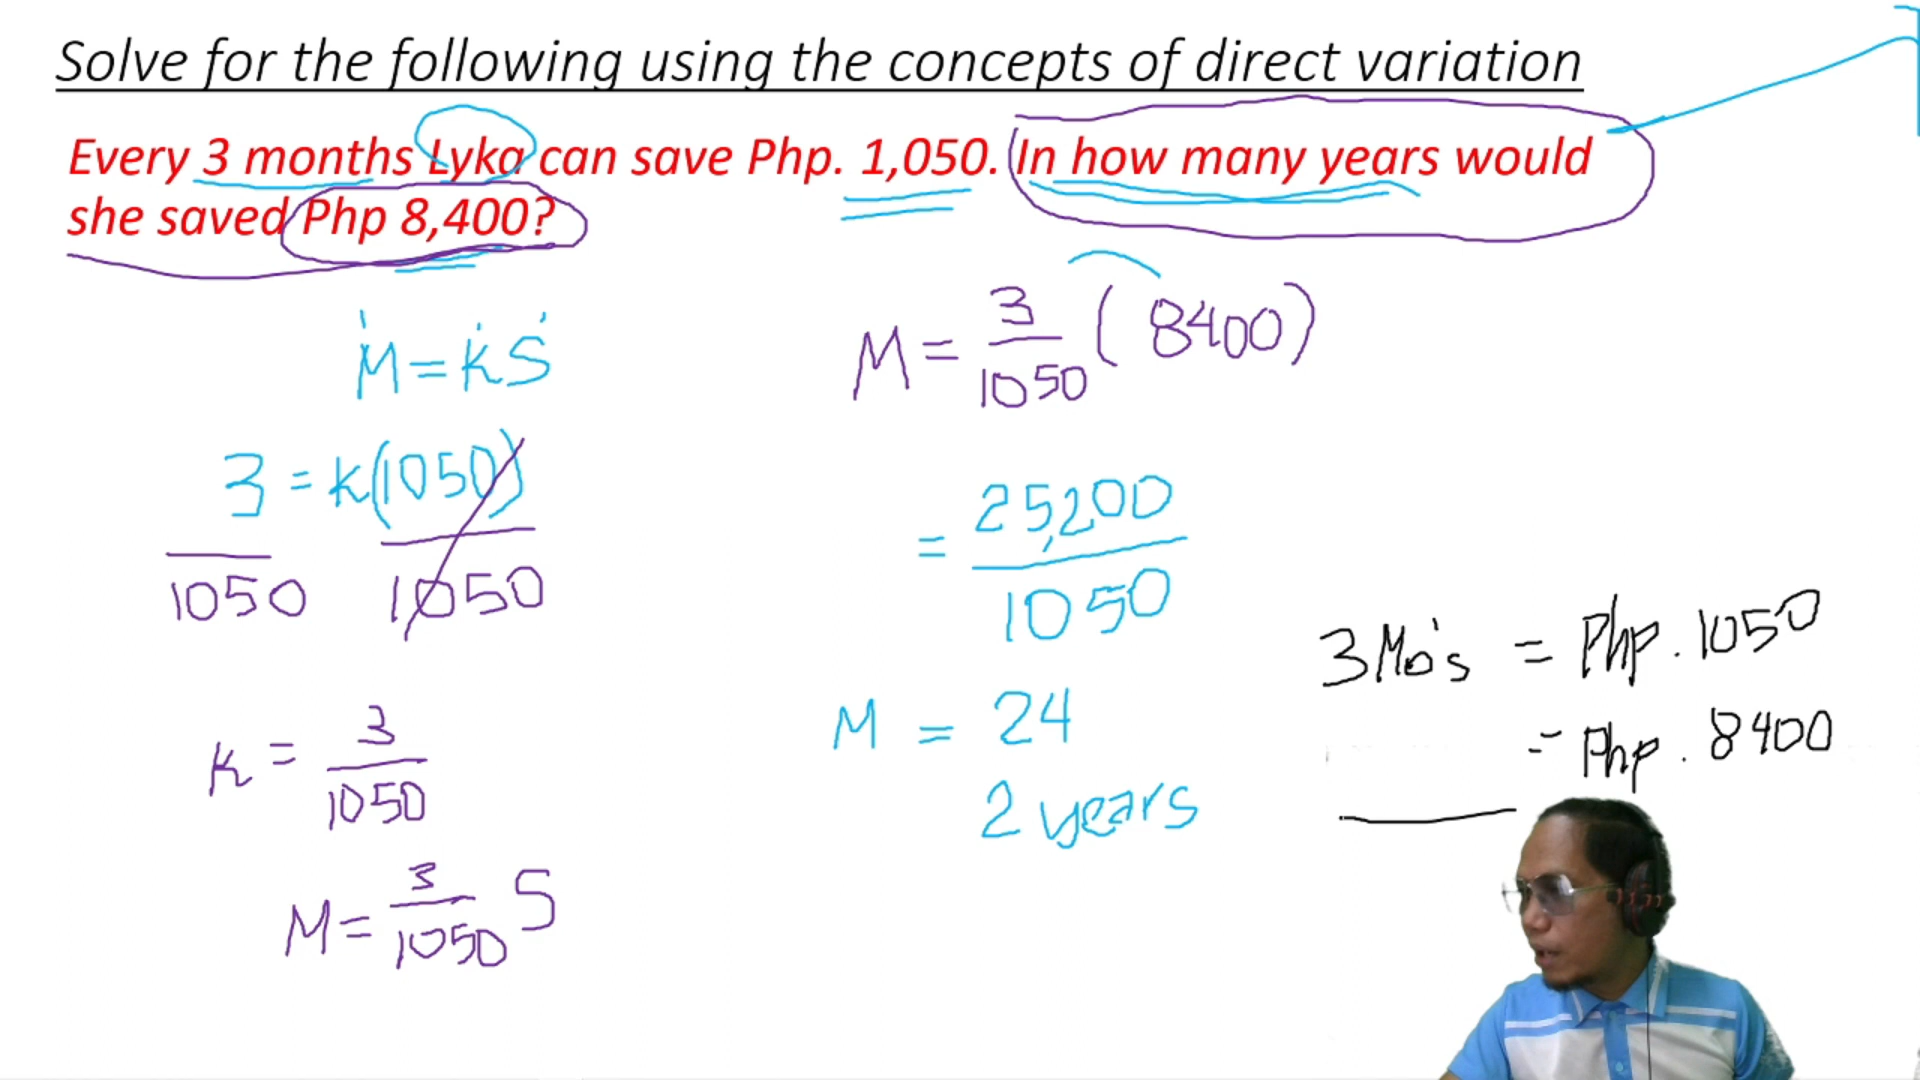 Solve for the following using the concepts of direct variation
Every 3 months Lyka can save Php. 1,050. In how many years would
she saved Php 8,400?
M = kS
3 = k(1050)
1050 1050
K = 3/1050
M = 3/1050 S
M = 3/1050 (8400)
= 25,200/1050
M = 24
2 years
3 Mo's = Php. 1050
= Php. 8400